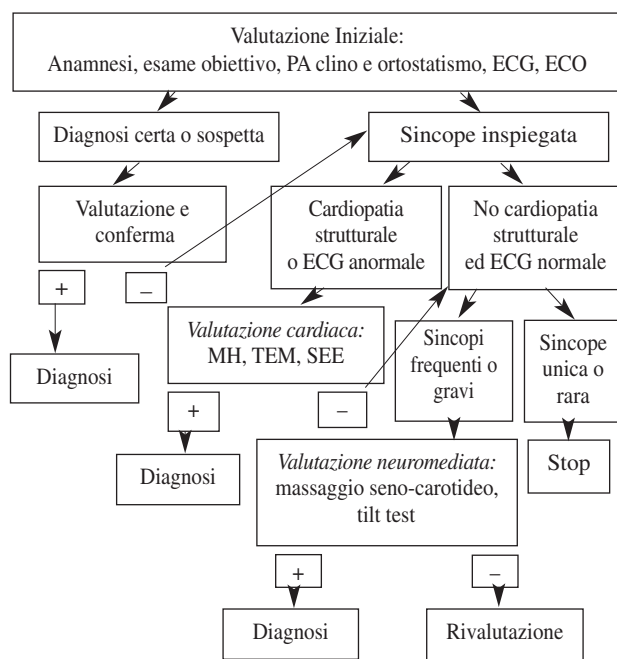 Valutazione Iniziale:
Anamnesi, esame obiettivo, PA clino e ortostatismo, ECG, ECO
Diagnosi certa o sospetta
Sincope inspiegata
Valutazione e
conferma
Cardiopatia
strutturale
o ECG anormale
No cardiopatia
strutturale
ed ECG normale
+
–
Diagnosi
Valutazione cardiaca:
MH, TEM, SEE
Sincopi
frequenti o
gravi
Sincope
unica o
rara
+
–
Diagnosi
Valutazione neuromediata:
massaggio seno-carotideo,
tilt test
Stop
+
–
Diagnosi
Rivalutazione